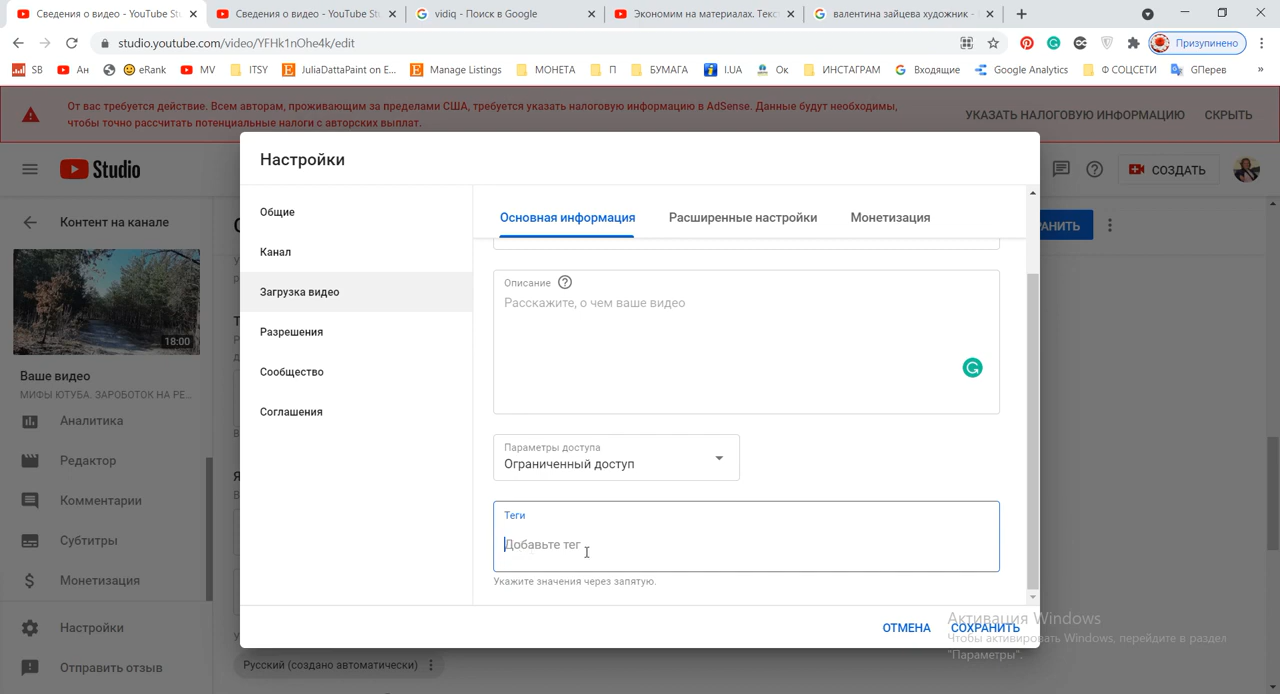 Сведения о видео - YouTube St
Сведения о видео - YouTube St
vidiq - Поиск в Google
Экономим на материалах. Текс
валентина зайцева художник -
studio.youtube.com/video/YFHk1nOhe4k/edit
Призупинено
SB
Ан
eRank
MV
ITSY
JuliaDattaPaint on E...
Manage Listings
МОНЕТА
П
БУМАГА
I.UA
Ок
ИНСТАГРАМ
Входящие
Google Analytics
Ф СОЦСЕТИ
GПерев
»
От вас требуется действие. Всем авторам, проживающим за пределами США, требуется указать налоговую информацию в AdSense. Данные будут необходимы,
чтобы точно рассчитать потенциальные налоги с авторских выплат.
УКАЗАТЬ НАЛОГОВУЮ ИНФОРМАЦИЮ
СКРЫТЬ
Studio
СОЗДАТЬ
Контент на канале
РАНИТЬ
18:00
Ваше видео
МИФЫ ЮТУБА. ЗАРОБОТОК НА РЕ...
Аналитика
Редактор
Комментарии
Субтитры
Монетизация
Настройки
Отправить отзыв
Настройки
Общие
Канал
Загрузка видео
Разрешения
Сообщество
Соглашения
Основная информация
Расширенные настройки
Монетизация
Описание
Расскажите, о чем ваше видео
Параметры доступа
Ограниченный доступ
Теги
Добавьте тег
Укажите значения через запятую.
ОТМЕНА
СОХРАНИТЬ
Активация Windows
Чтобы активировать Windows, перейдите в раздел
"Параметры".
Русский (создано автоматически)